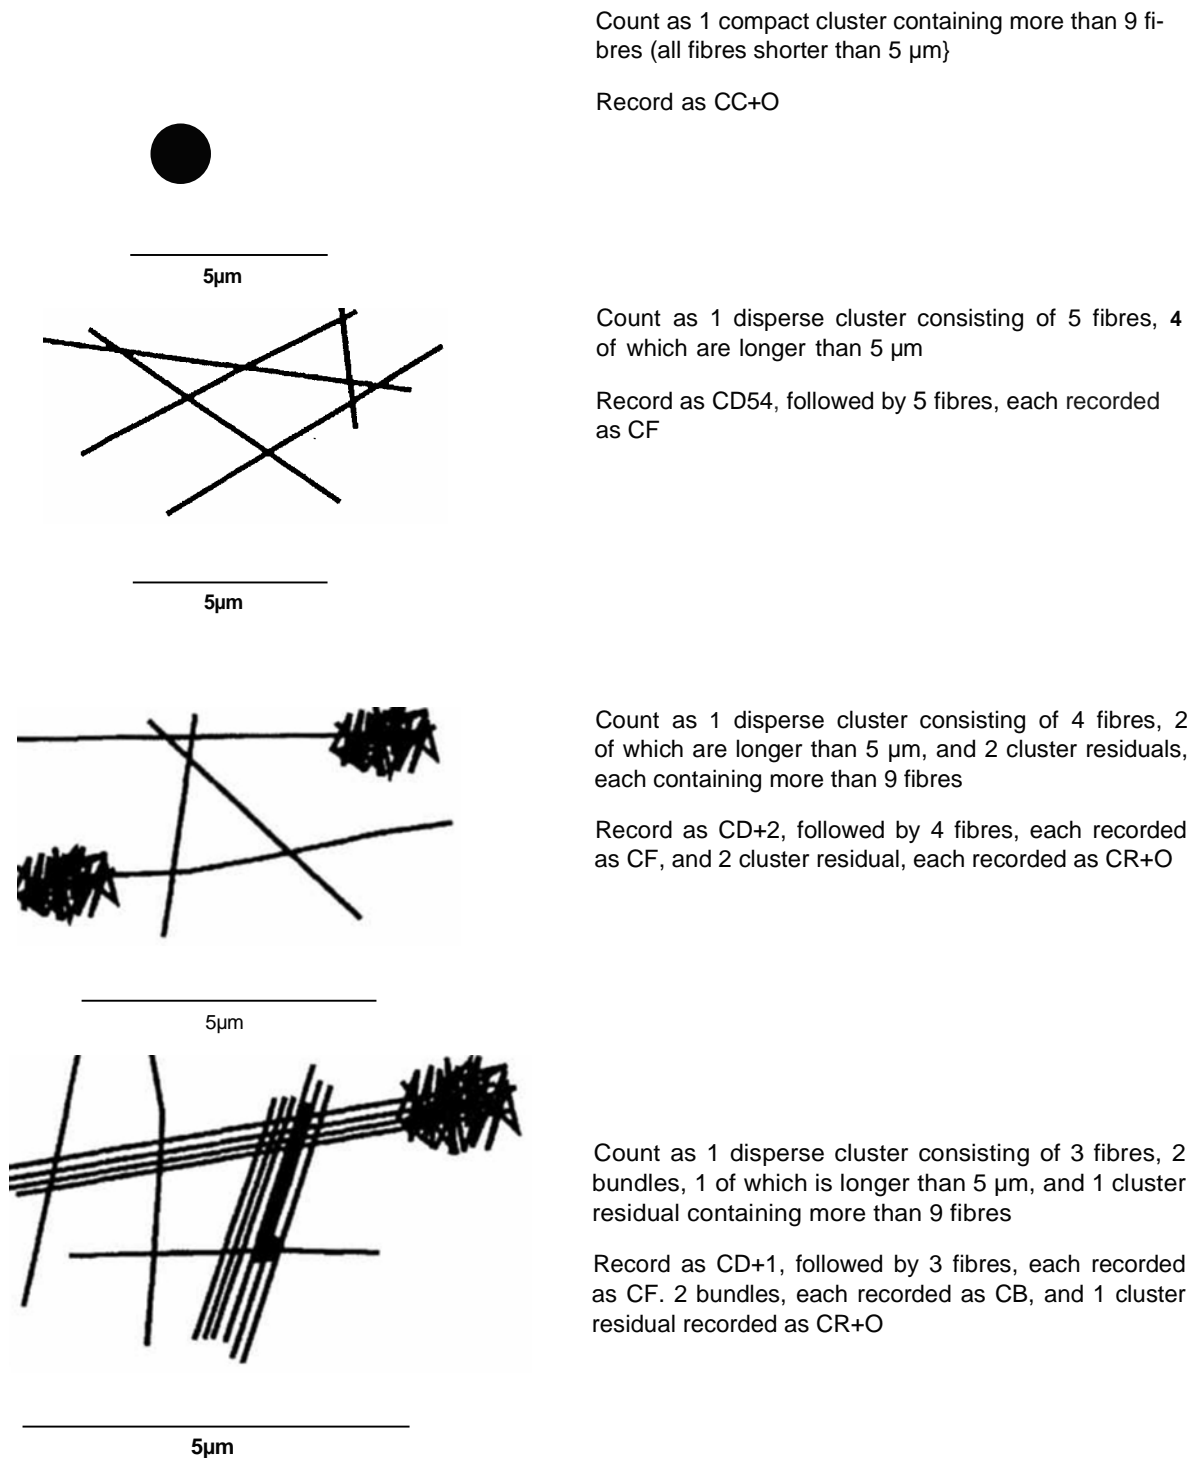 Count as 1 compact cluster containing more than 9 fi-
bres (all fibres shorter than 5 µm}
Record as CC+O
5µm
Count as 1 disperse cluster consisting of 5 fibres, 4
of which are longer than 5 µm
Record as CD54, followed by 5 fibres, each recorded
as CF
5µm
Count as 1 disperse cluster consisting of 4 fibres, 2
of which are longer than 5 µm, and 2 cluster residuals,
each containing more than 9 fibres
Record as CD+2, followed by 4 fibres, each recorded
as CF, and 2 cluster residual, each recorded as CR+O
5µm
Count as 1 disperse cluster consisting of 3 fibres, 2
bundles, 1 of which is longer than 5 µm, and 1 cluster
residual containing more than 9 fibres
Record as CD+1, followed by 3 fibres, each recorded
as CF. 2 bundles, each recorded as CB, and 1 cluster
residual recorded as CR+O
5µm